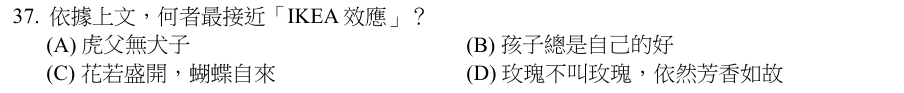 37. 依據上文，何者最接近「IKEA 效應」？
(A) 虎父無犬子 (B) 孩子總是自己的好
(C) 花若盛開，蝴蝶自來 (D) 玫瑰不叫玫瑰，依然芳香如故